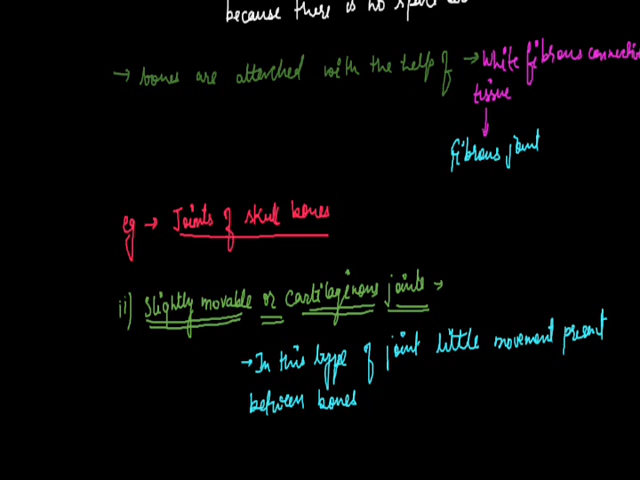 because there is no
→ bones are attached with the help of → White fibrous connective
tissue
↓
fibrous joint
eg → Joints of skull bones
ii) Slightly movable or Cartilaginous joints →
→ In this type of joint little movement present
between bones